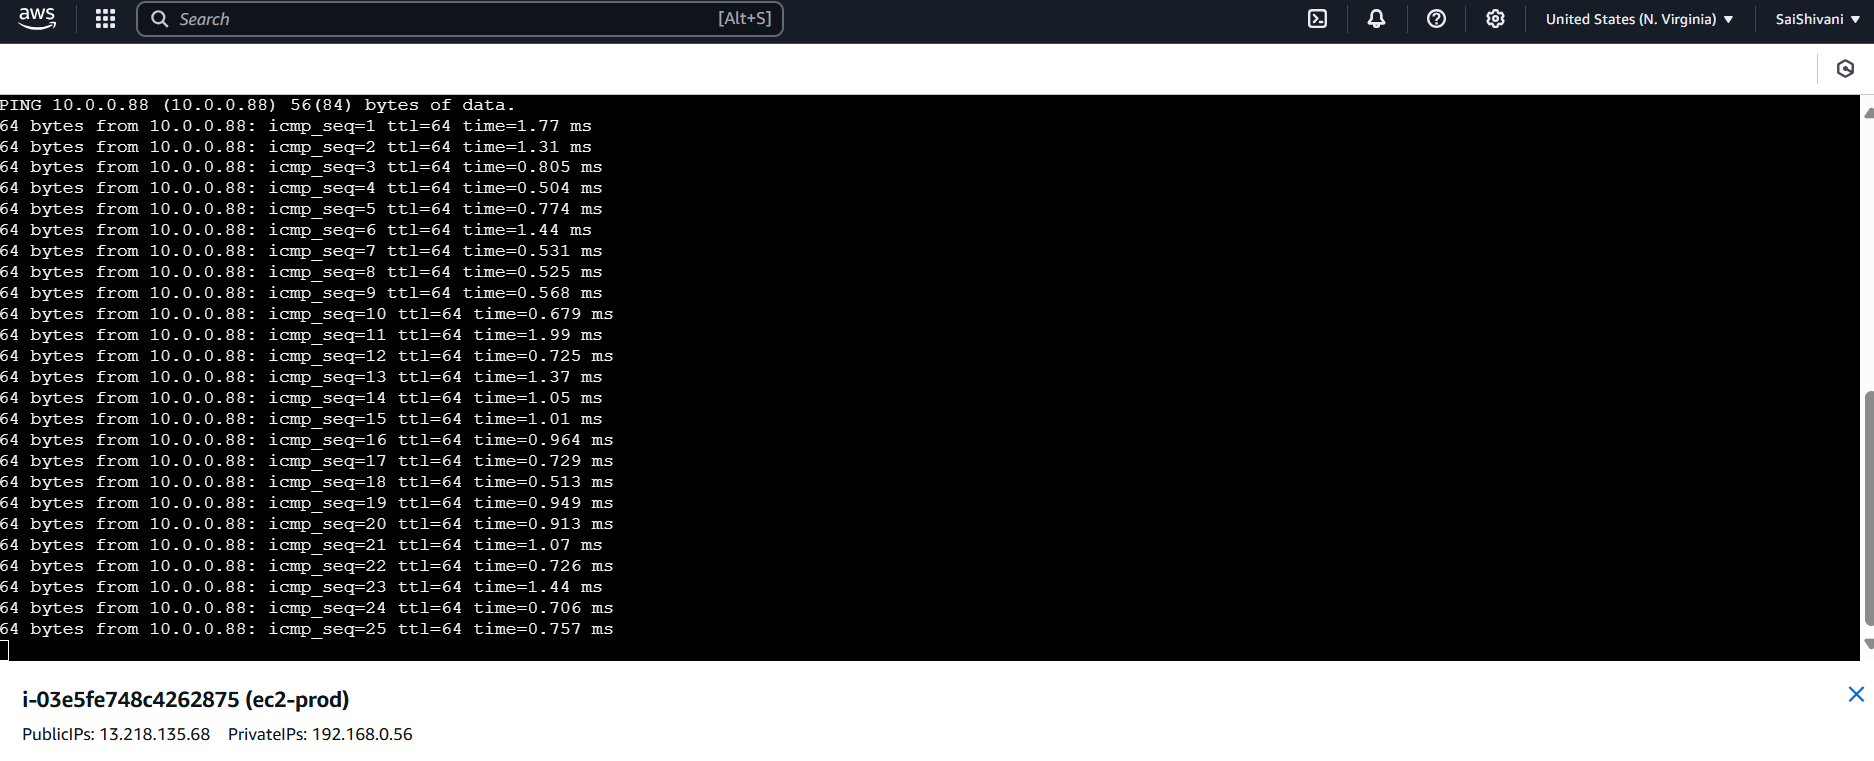 aws
Search [Alt+S]
United States (N. Virginia)
SaiShivani
PING 10.0.0.88 (10.0.0.88) 56(84) bytes of data.
64 bytes from 10.0.0.88: icmp_seq=1 ttl=64 time=1.77 ms
64 bytes from 10.0.0.88: icmp_seq=2 ttl=64 time=1.31 ms
64 bytes from 10.0.0.88: icmp_seq=3 ttl=64 time=0.805 ms
64 bytes from 10.0.0.88: icmp_seq=4 ttl=64 time=0.504 ms
64 bytes from 10.0.0.88: icmp_seq=5 ttl=64 time=0.774 ms
64 bytes from 10.0.0.88: icmp_seq=6 ttl=64 time=1.44 ms
64 bytes from 10.0.0.88: icmp_seq=7 ttl=64 time=0.531 ms
64 bytes from 10.0.0.88: icmp_seq=8 ttl=64 time=0.525 ms
64 bytes from 10.0.0.88: icmp_seq=9 ttl=64 time=0.568 ms
64 bytes from 10.0.0.88: icmp_seq=10 ttl=64 time=0.679 ms
64 bytes from 10.0.0.88: icmp_seq=11 ttl=64 time=1.99 ms
64 bytes from 10.0.0.88: icmp_seq=12 ttl=64 time=0.725 ms
64 bytes from 10.0.0.88: icmp_seq=13 ttl=64 time=1.37 ms
64 bytes from 10.0.0.88: icmp_seq=14 ttl=64 time=1.05 ms
64 bytes from 10.0.0.88: icmp_seq=15 ttl=64 time=1.01 ms
64 bytes from 10.0.0.88: icmp_seq=16 ttl=64 time=0.964 ms
64 bytes from 10.0.0.88: icmp_seq=17 ttl=64 time=0.729 ms
64 bytes from 10.0.0.88: icmp_seq=18 ttl=64 time=0.513 ms
64 bytes from 10.0.0.88: icmp_seq=19 ttl=64 time=0.949 ms
64 bytes from 10.0.0.88: icmp_seq=20 ttl=64 time=0.913 ms
64 bytes from 10.0.0.88: icmp_seq=21 ttl=64 time=1.07 ms
64 bytes from 10.0.0.88: icmp_seq=22 ttl=64 time=0.726 ms
64 bytes from 10.0.0.88: icmp_seq=23 ttl=64 time=1.44 ms
64 bytes from 10.0.0.88: icmp_seq=24 ttl=64 time=0.706 ms
64 bytes from 10.0.0.88: icmp_seq=25 ttl=64 time=0.757 ms
i-03e5fe748c4262875 (ec2-prod)
PublicIPs: 13.218.135.68 PrivateIPs: 192.168.0.56